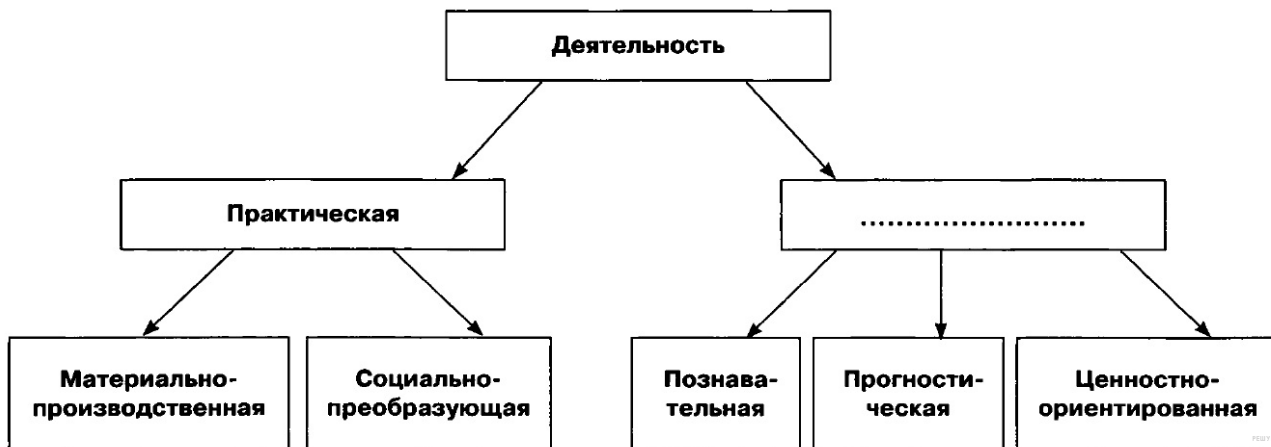 Деятельность
Практическая
..........................
Материально-
производственная
Социально-
преобразующая
Познава-
тельная
Прогности-
ческая
Ценностно-
ориентированная